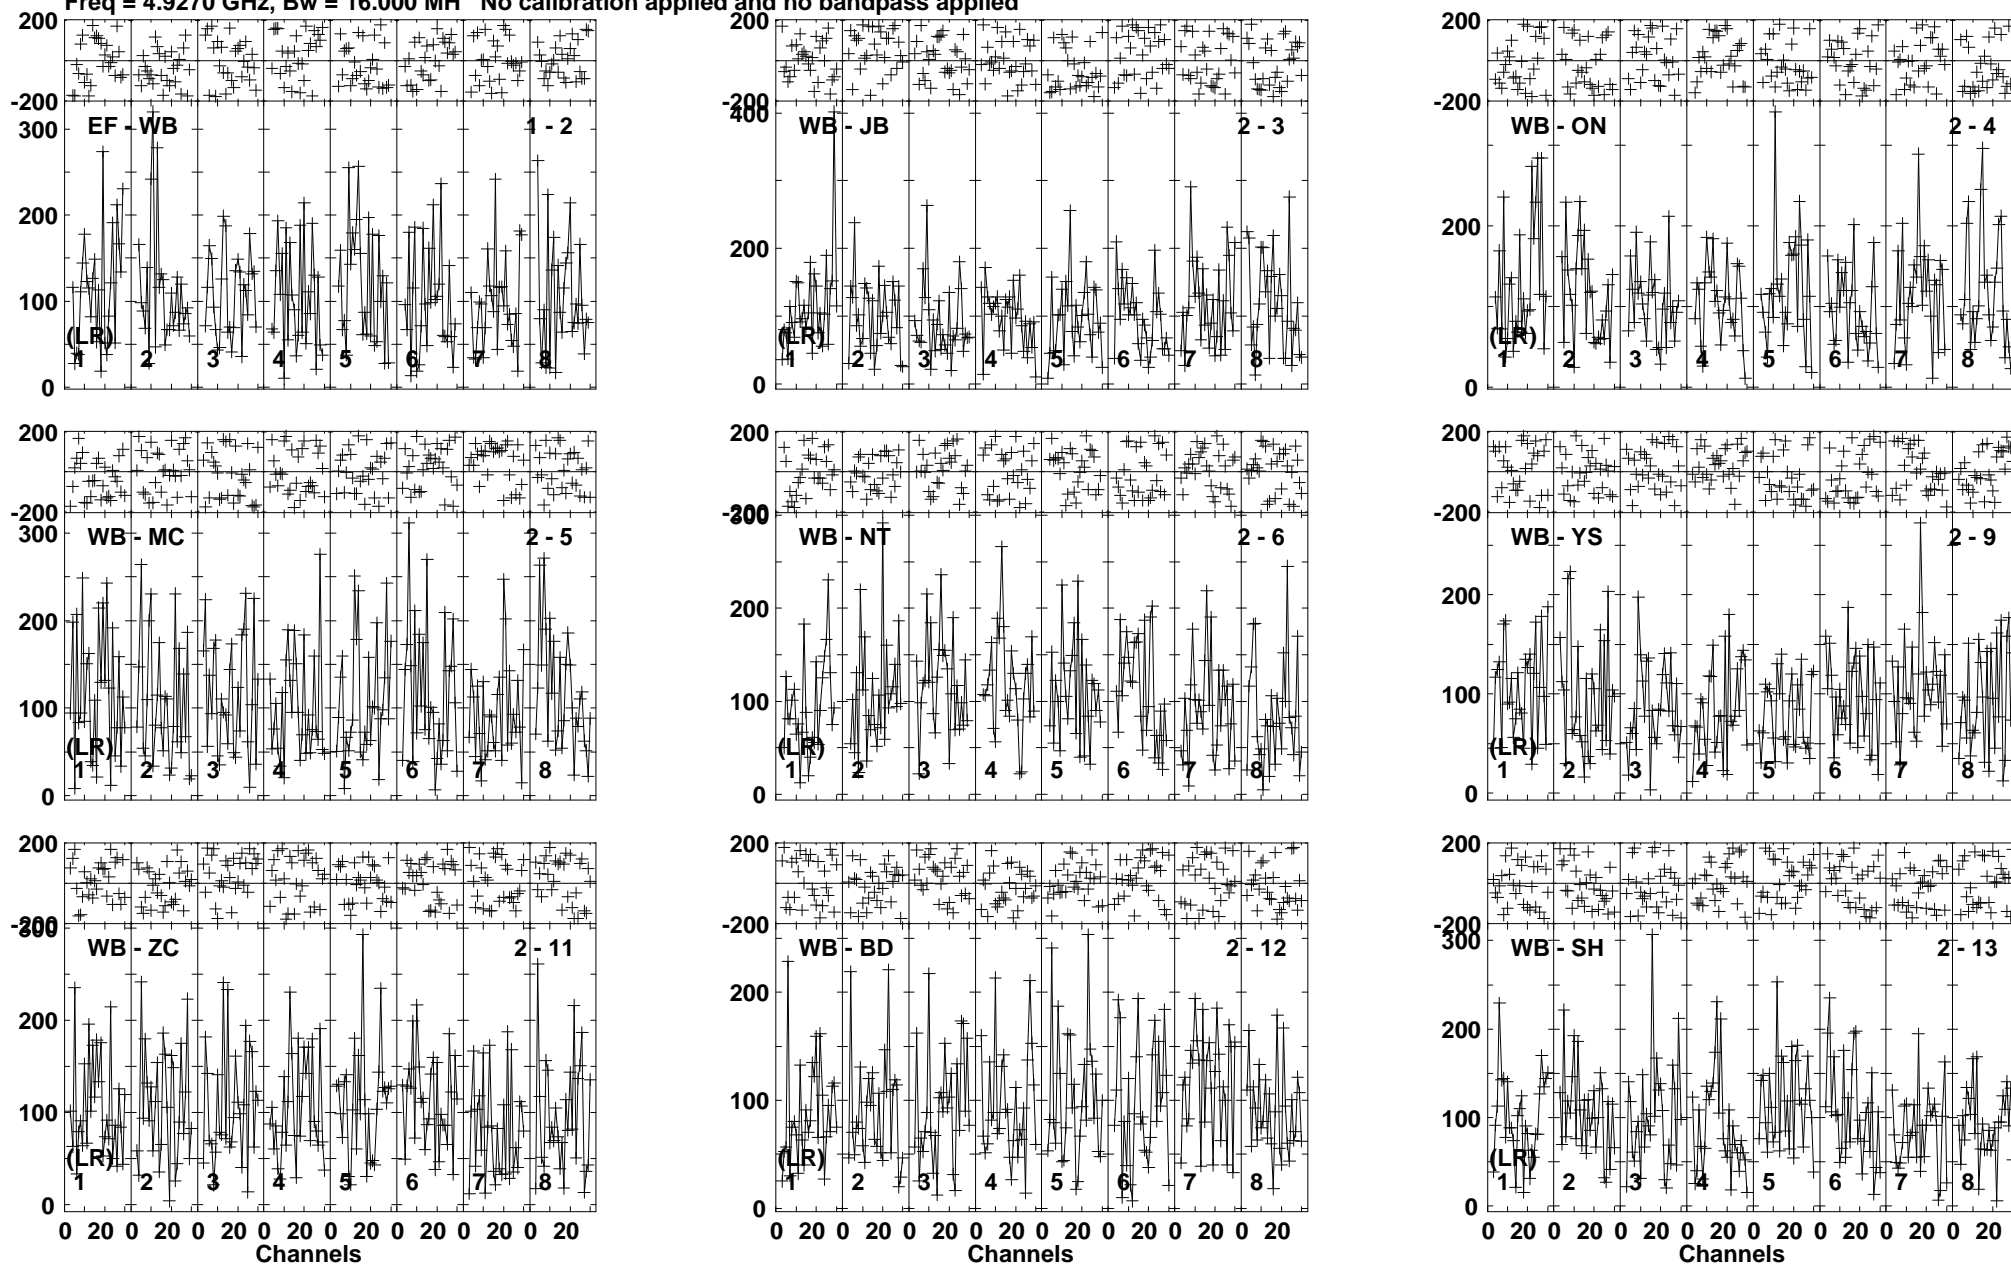 Freq = 4.9270 GHz, Bw = 16.000 MH No calibration applied and no bandpass applied
200 200 200
-200 -200 -200
EF - WB 1 - 2 WB - JB 2 - 3 WB - ON 2 - 4
300 400
200 200 200
100
(LR) (LR) (LR)
1 2 3 4 5 6 7 8 1 2 3 4 5 6 7 8 1 2 3 4 5 6 7 8
0 0 0
200 200 200
-200 -200 -200
300 300
WB - MC 2 - 5 WB - NT 2 - 6 WB - YS 2 - 9
200 200 200
100 100 100
(LR) (LR) (LR)
1 2 3 4 5 6 7 8 1 2 3 4 5 6 7 8 1 2 3 4 5 6 7 8
0 0 0
200 200 200
-200 -200 -200
300 300
WB - ZC 2 - 11 WB - BD 2 - 12 WB - SH 2 - 13
200 200 200
100 100 100
(LR) (LR) (LR)
1 2 3 4 5 6 7 8 1 2 3 4 5 6 7 8 1 2 3 4 5 6 7 8
0 0 0
0 20 0 20 0 20 0 20 0 20 0 20 0 20 0 20 0 20 0 20 0 20 0 20 0 20 0 20 0 20 0 20 0 20 0 20 0 20 0 20 0 20 0 20 0 20 0 20
Channels Channels Channels